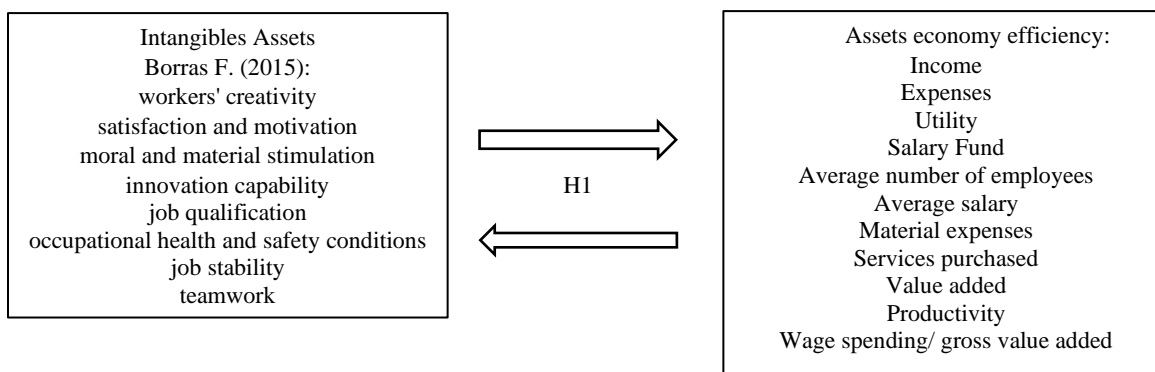 Intangibles Assets
Borras F. (2015):
workers' creativity
satisfaction and motivation
moral and material stimulation
innovation capability
job qualification
occupational health and safety conditions
job stability
teamwork
H1
Assets economy efficiency:
Income
Expenses
Utility
Salary Fund
Average number of employees
Average salary
Material expenses
Services purchased
Value added
Productivity
Wage spending/ gross value added